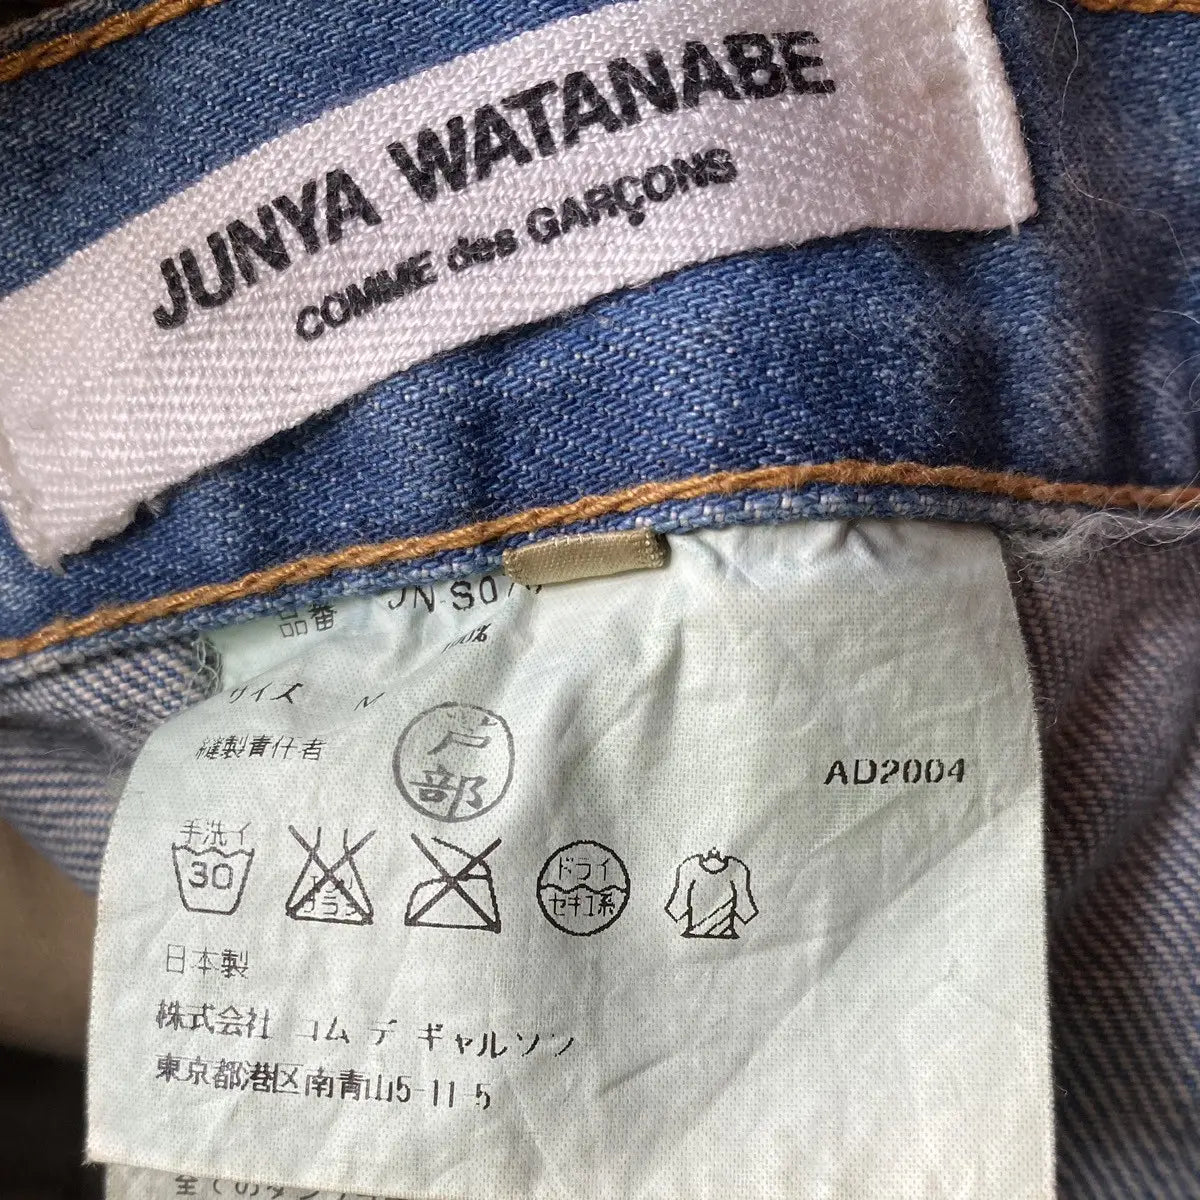 JUNYA WATANABE
COMME des GARÇONS
品番
100%
サイズ
縫製責任者
戸部
AD2004
手洗イ
30
ドライ
セキユ系
日本製
株式会社 コム デ ギャルソン
東京都港区南青山5-11-5